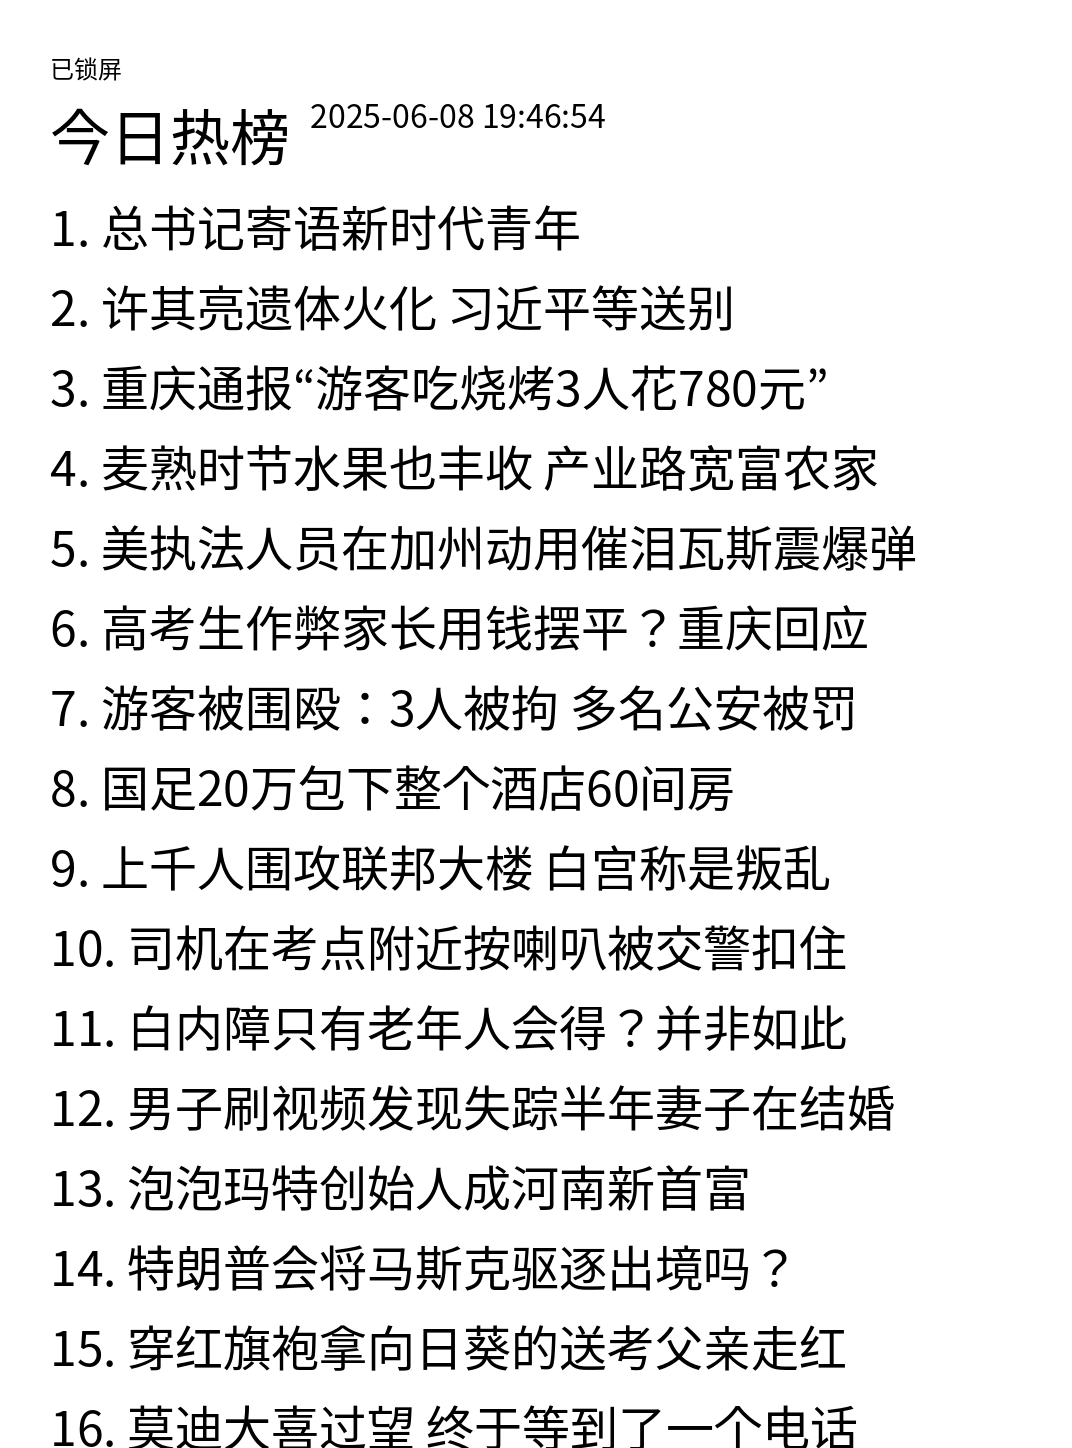 已锁屏
今日热榜 2025-06-08 19:46:54
1. 总书记寄语新时代青年
2. 许其亮遗体火化 习近平等送别
3. 重庆通报“游客吃烧烤3人花780元”
4. 麦熟时节水果也丰收 产业路宽富农家
5. 美执法人员在加州动用催泪瓦斯震爆弹
6. 高考生作弊家长用钱摆平？重庆回应
7. 游客被围殴：3人被拘 多名公安被罚
8. 国足20万包下整个酒店60间房
9. 上千人围攻联邦大楼 白宫称是叛乱
10. 司机在考点附近按喇叭被交警扣住
11. 白内障只有老年人会得？并非如此
12. 男子刷视频发现失踪半年妻子在结婚
13. 泡泡玛特创始人成河南新首富
14. 特朗普会将马斯克驱逐出境吗？
15. 穿红旗袍拿向日葵的送考父亲走红
16. 莫迪大喜过望 终于等到了一个电话